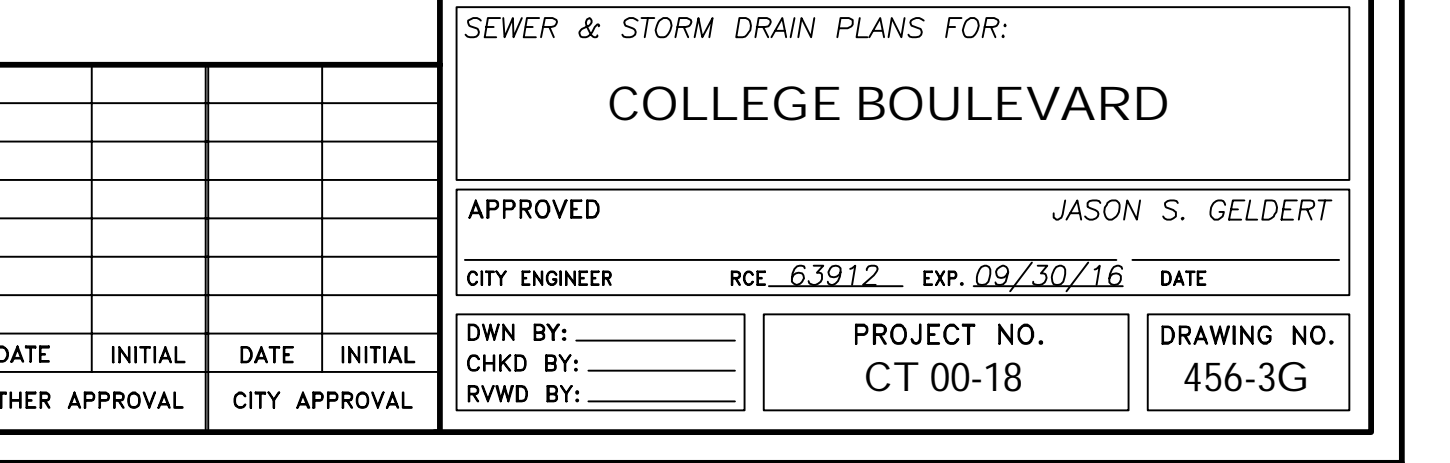 SEWER & STORM DRAIN PLANS FOR:
COLLEGE BOULEVARD
APPROVED JASON S. GELDERT
CITY ENGINEER RCE 63912 EXP. 09/30/16 DATE
DWN BY:
CHKD BY:
RVWD BY:
PROJECT NO.
CT 00-18
DRAWING NO.
456-3G
DATE INITIAL DATE INITIAL
APPROVAL CITY APPROVAL